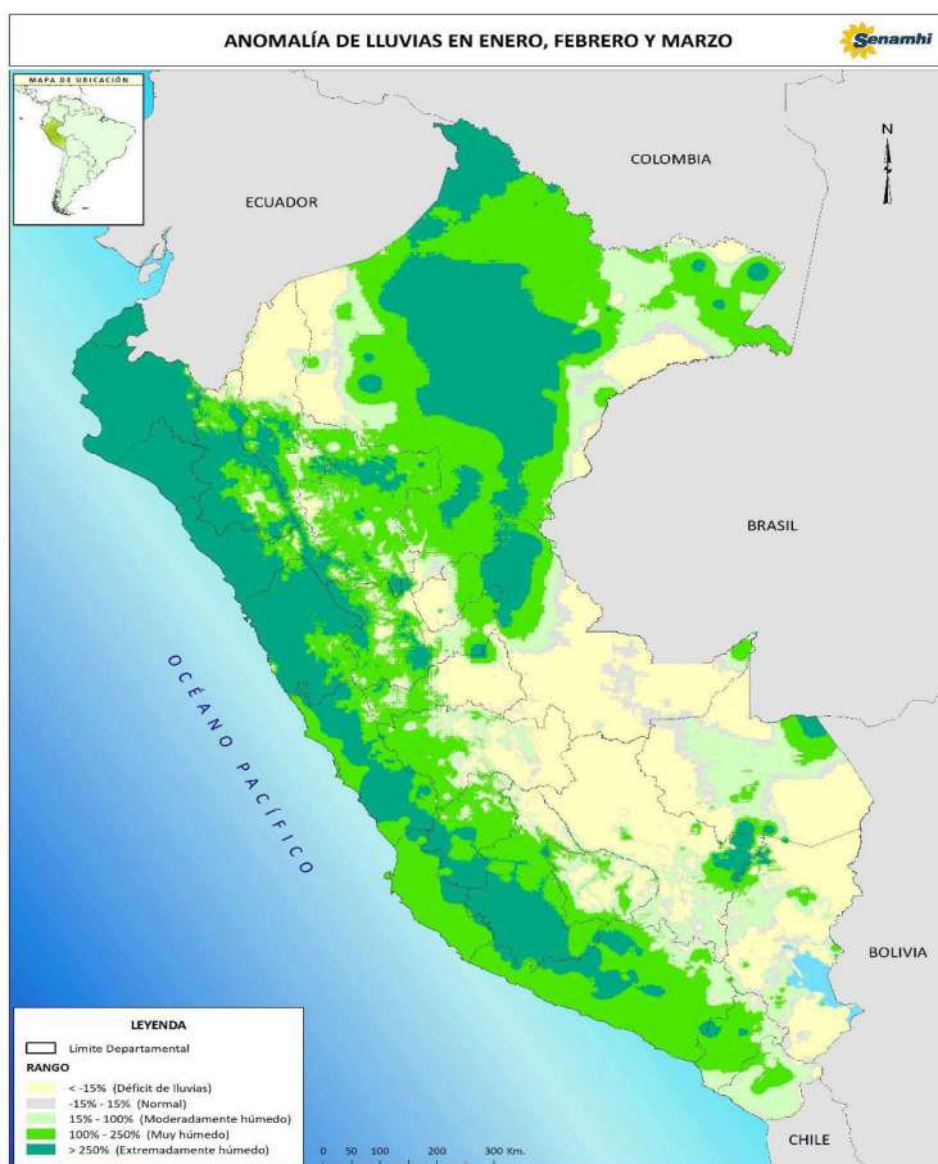 ANOMALÍA DE LLUVIAS EN ENERO, FEBRERO Y MARZO
Senamhi
MAPA DE UBICACIÓN
N
COLOMBIA
ECUADOR
BRASIL
OCÉANO PACÍFICO
BOLIVIA
CHILE
LEYENDA
Límite Departamental
RANGO
< -15% (Déficit de lluvias)
-15% - 15% (Normal)
15% - 100% (Moderadamente húmedo)
100% - 250% (Muy húmedo)
> 250% (Extremadamente húmedo)
0 50 100 200 300 Km.